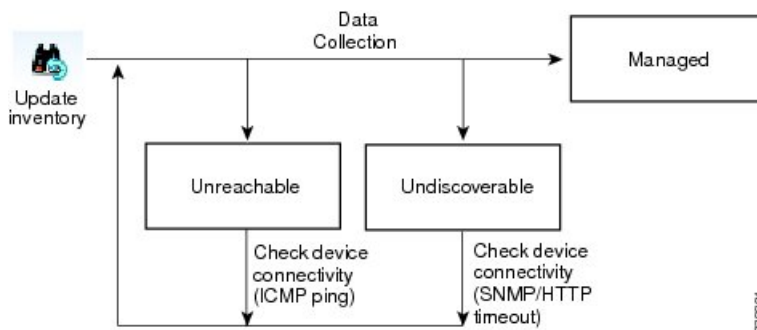 Data
Collection
Update
inventory
Managed
Unreachable
Undiscoverable
Check device
connectivity
(ICMP ping)
Check device
connectivity
(SNMP/HTTP
timeout)